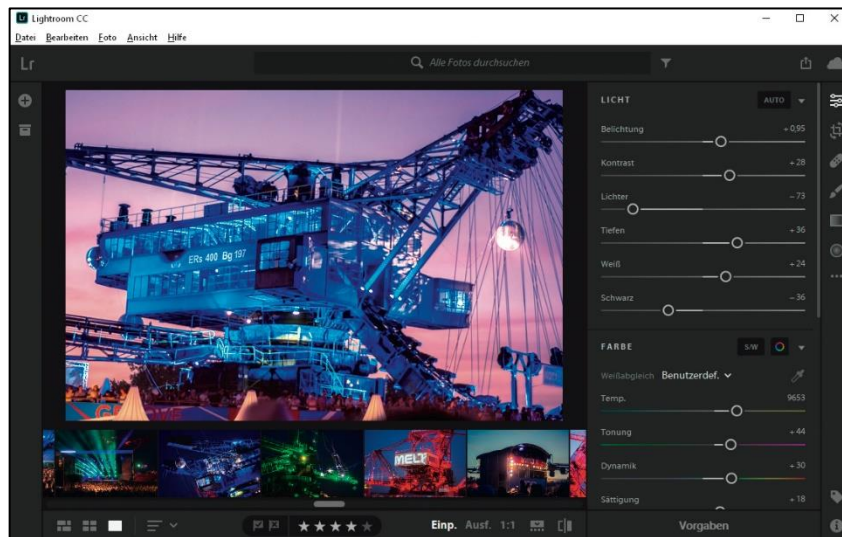 Lr Lightroom CC
Datei Bearbeiten Foto Ansicht Hilfe
Lr Alle Fotos durchsuchen
LICHT AUTO
Belichtung + 0,95
Kontrast + 28
Lichter − 73
Tiefen + 36
Weiß + 24
Schwarz − 36
FARBE S/W
Weißabgleich Benutzerdef.
Temp. 9653
Tonung + 44
Dynamik + 30
Sättigung + 18
ERs 400 Bg 197
MELT
Einp. Ausf. 1:1 Vorgaben